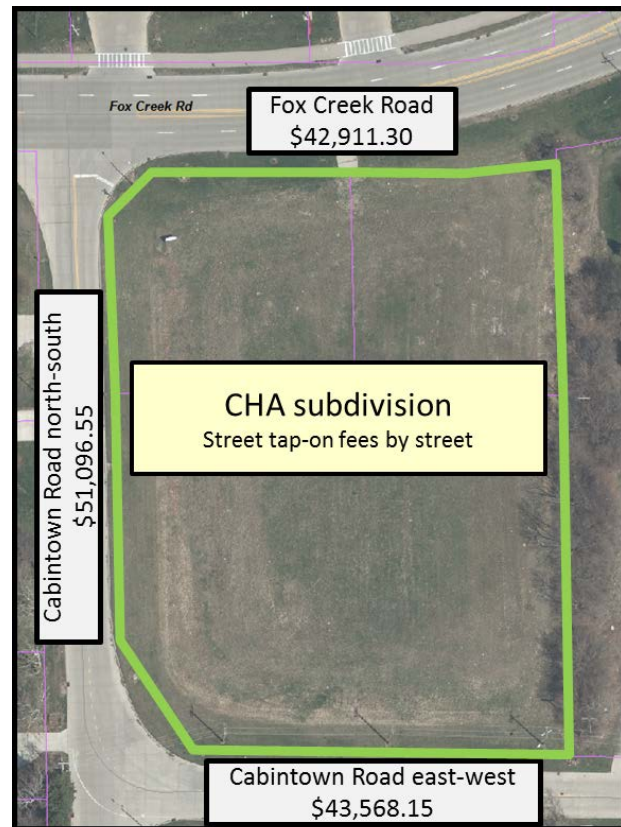 Fox Creek Rd
Fox Creek Road
$42,911.30
Cabintown Road north-south
$51,096.55
CHA subdivision
Street tap-on fees by street
Cabintown Road east-west
$43,568.15